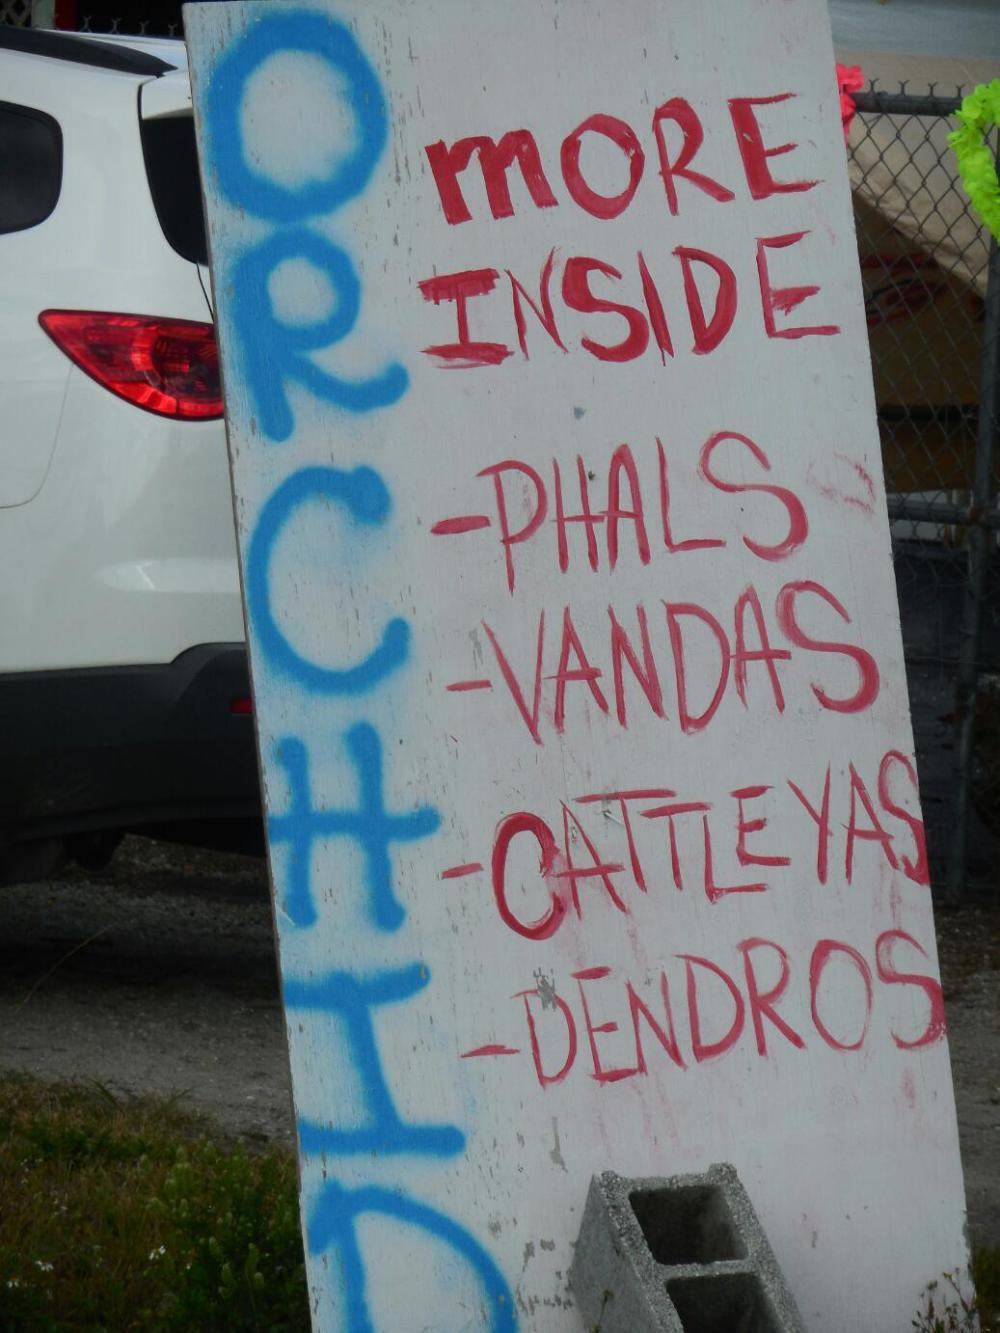 ORCHID
mORE
INSIDE
-PHALS
-VANDAS
-CATTLEYAS
-DENDROS